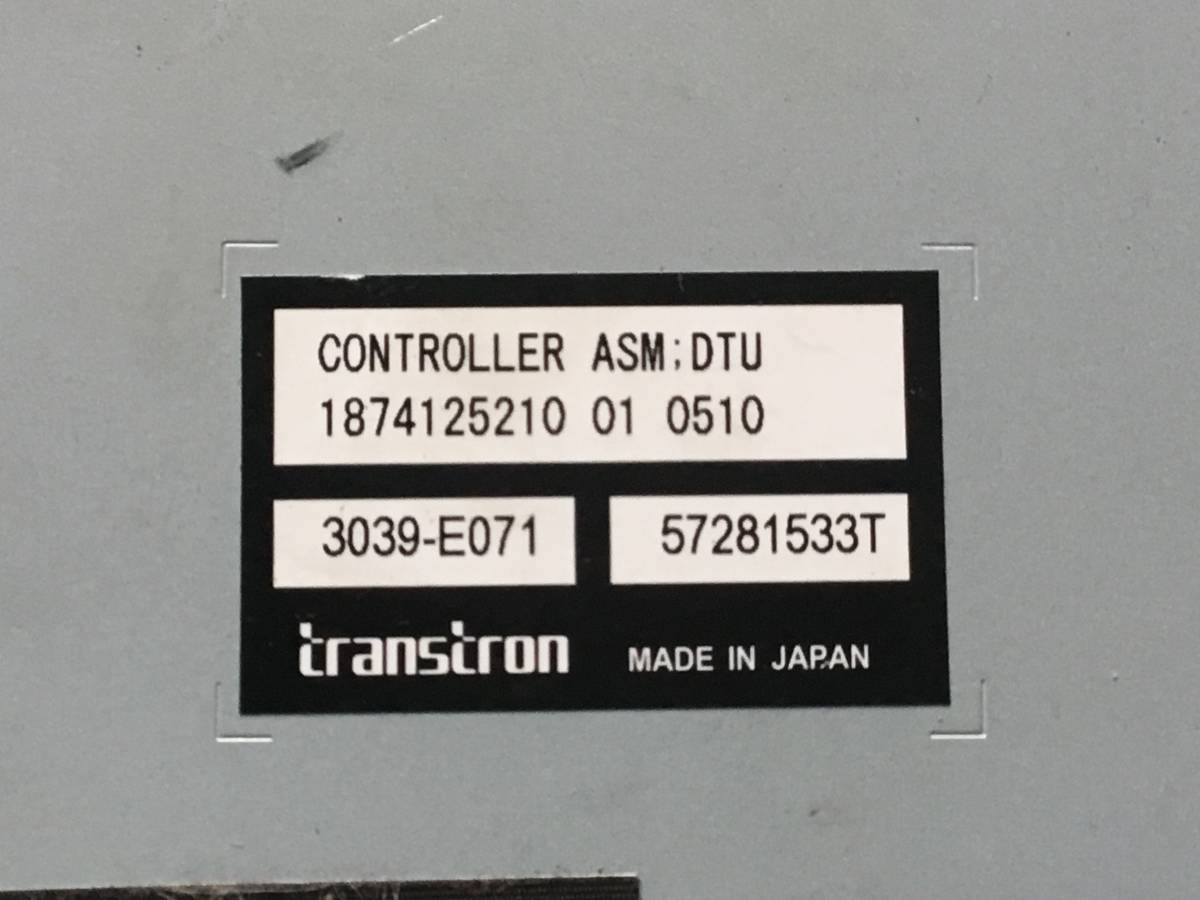 CONTROLLER ASM;DTU
1874125210 01 0510
3039-E071 57281533T
transtron MADE IN JAPAN